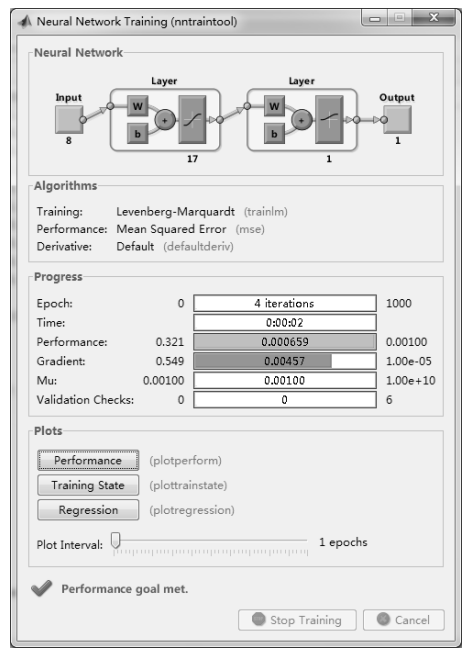 Neural Network Training (nntraintool)
Neural Network
Layer Layer
Input Output
W W
+ +
b b
8 1
17 1
Algorithms
Training: Levenberg-Marquardt (trainlm)
Performance: Mean Squared Error (mse)
Derivative: Default (defaultderiv)
Progress
Epoch: 0 4 iterations 1000
Time: 0:00:02
Performance: 0.321 0.000659 0.00100
Gradient: 0.549 0.00457 1.00e-05
Mu: 0.00100 0.00100 1.00e+10
Validation Checks: 0 0 6
Plots
Performance (plotperform)
Training State (plottrainstate)
Regression (plotregression)
Plot Interval: 1 epochs
Performance goal met.
Stop Training Cancel